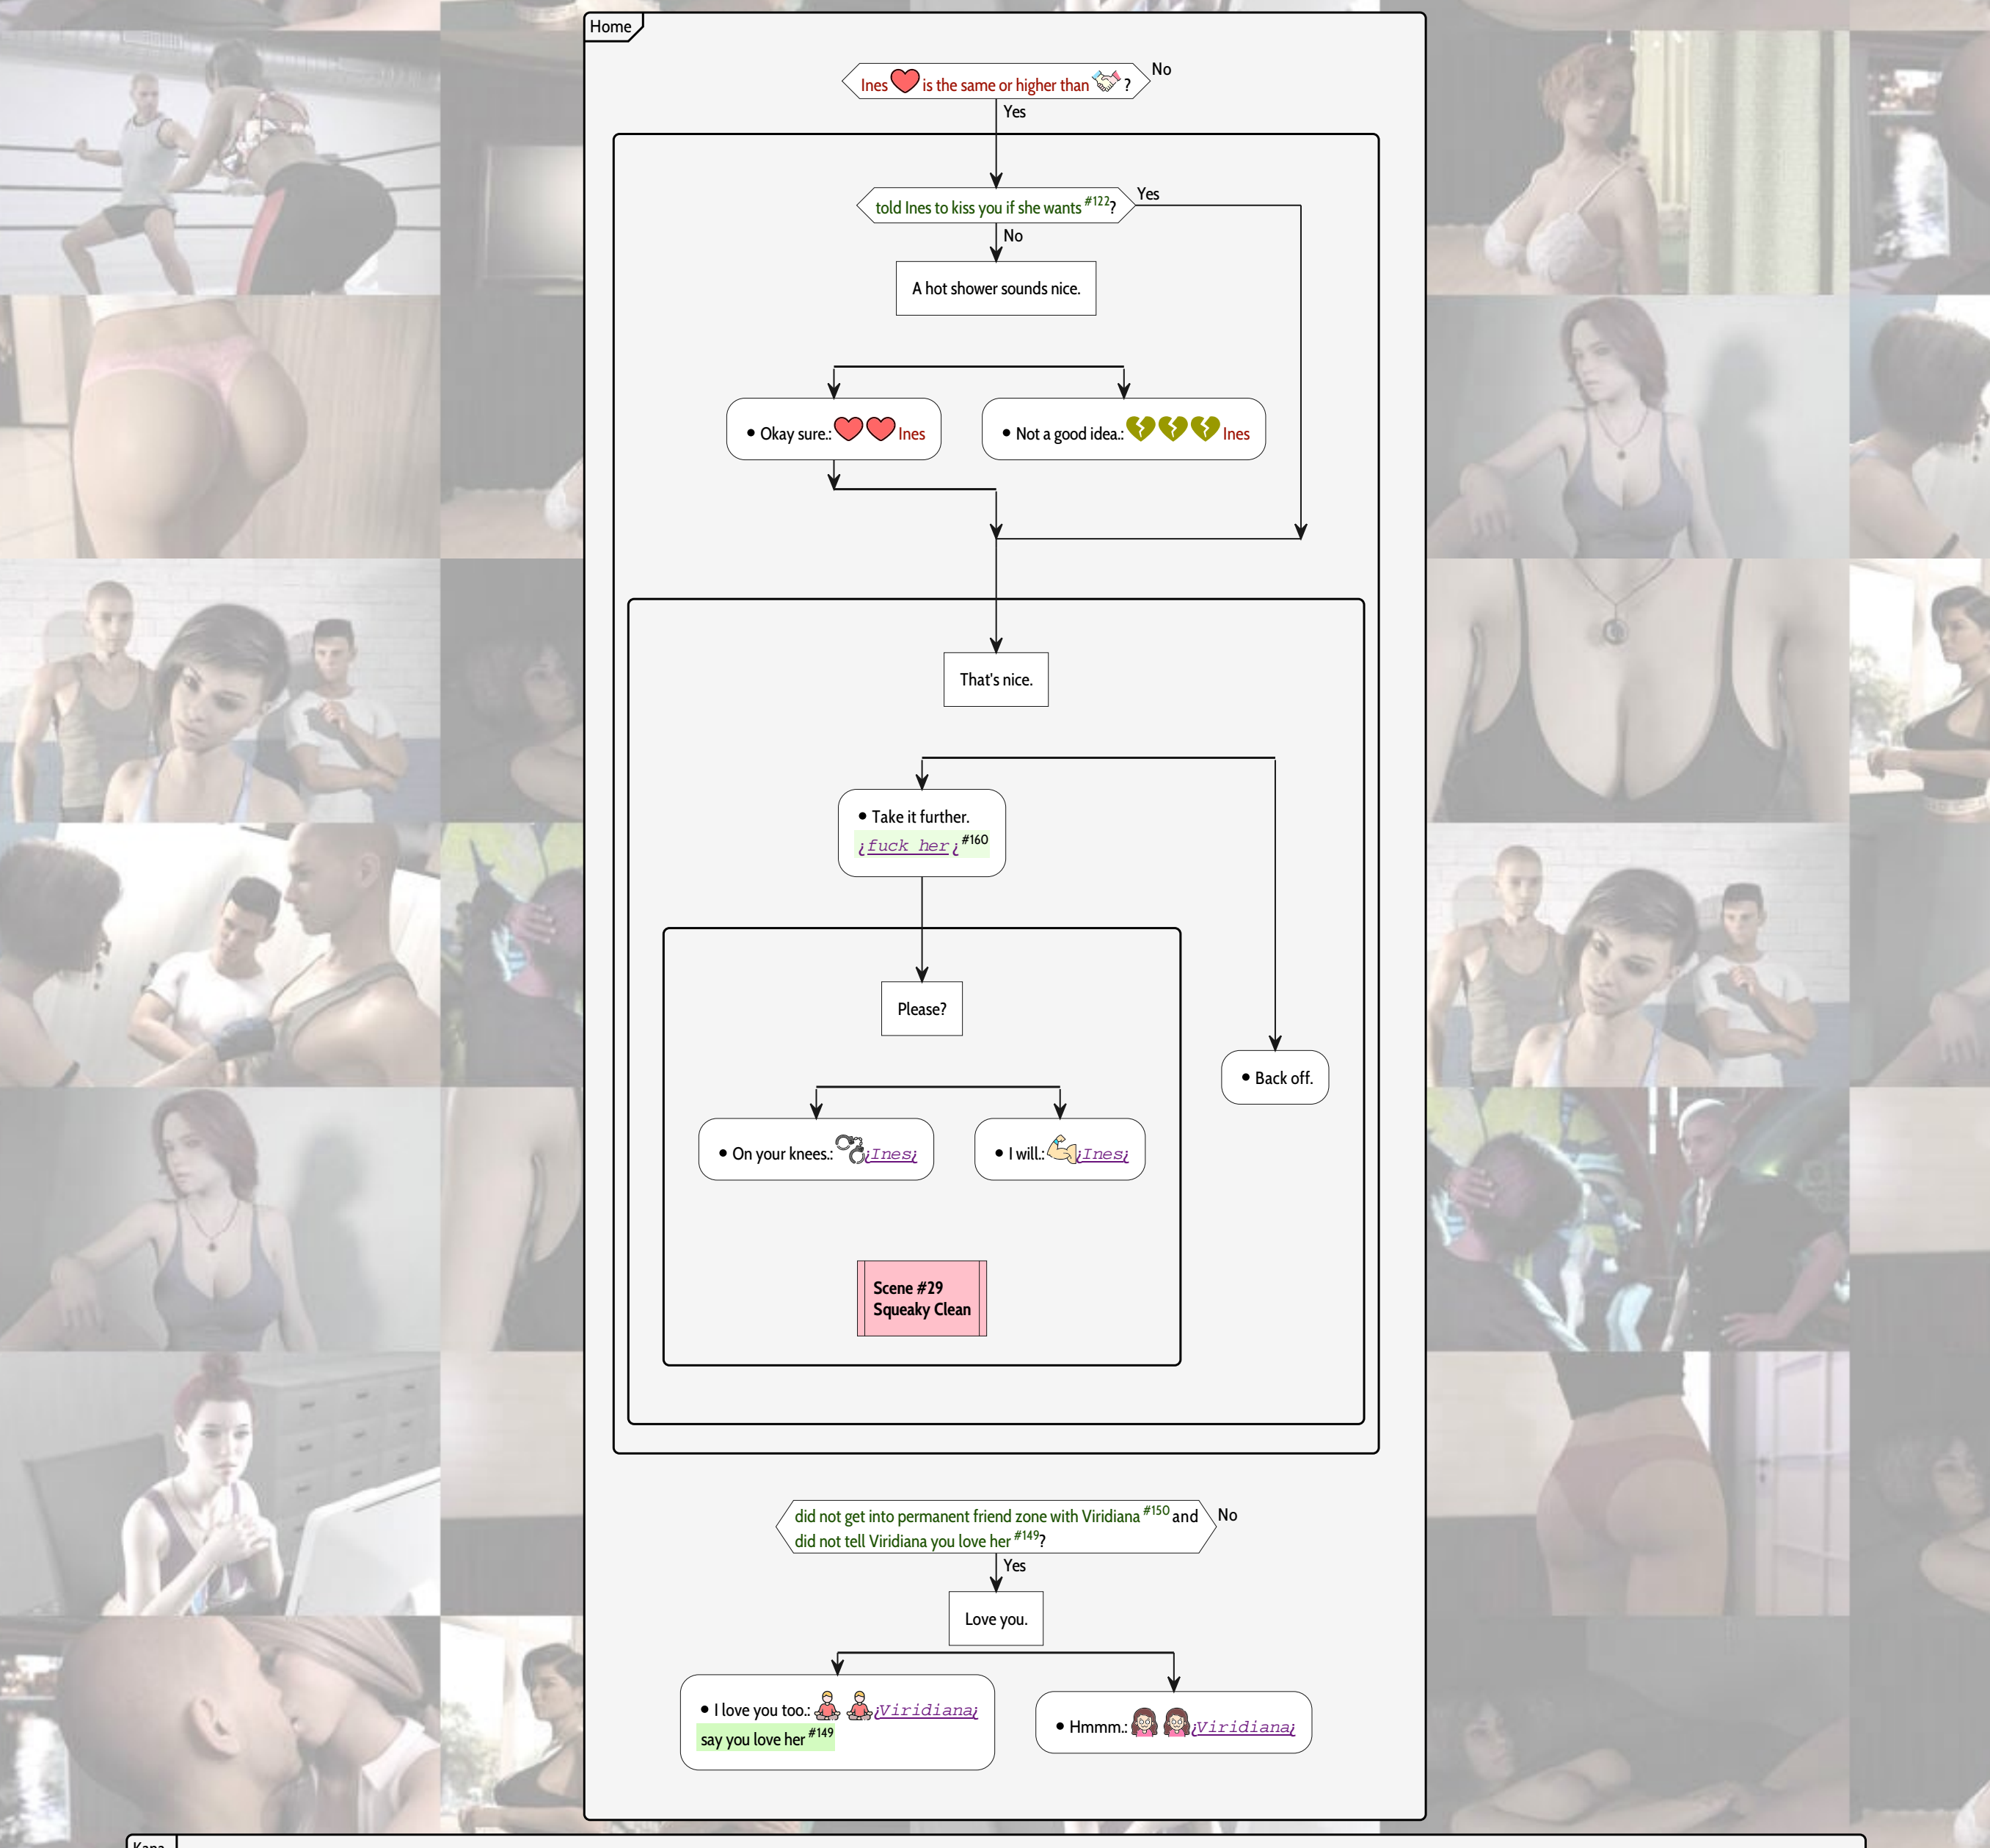 Home
Ines is the same or higher than ?
No
Yes
told Ines to kiss you if she wants #122?
Yes
No
A hot shower sounds nice.
• Okay sure.: Ines
• Not a good idea.: Ines
That's nice.
• Take it further.
¿fuck her¿ #160
Please?
• On your knees.: ¿Ines¿
• I will.: ¿Ines¿
• Back off.
Scene #29
Squeaky Clean
did not get into permanent friend zone with Viridiana #150 and
did not tell Viridiana you love her #149?
No
Yes
Love you.
• I love you too.: ¿Viridiana¿
say you love her #149
• Hmmm.: ¿Viridiana¿